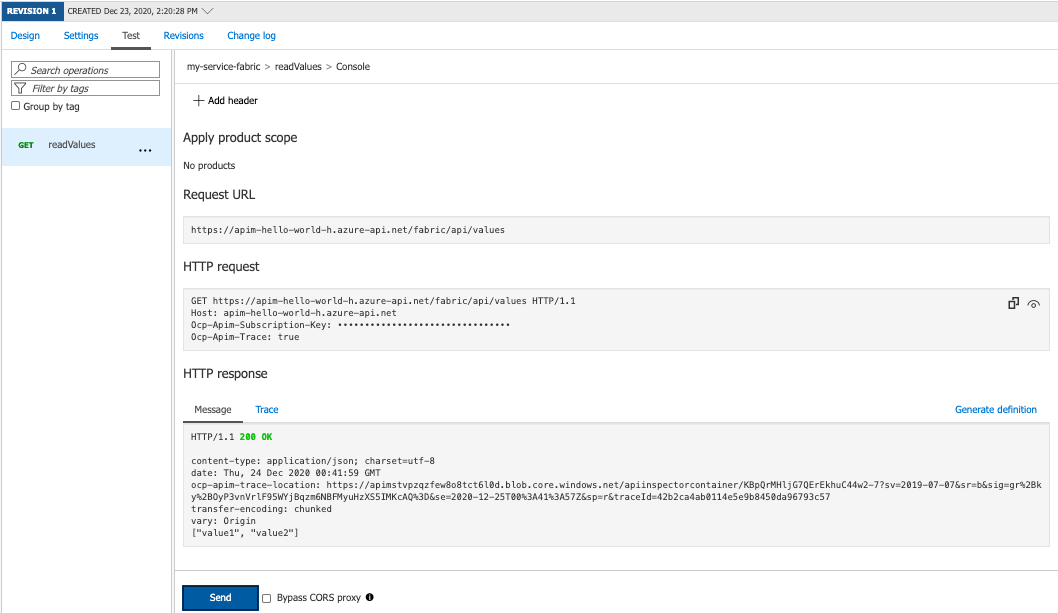 REVISION 1 CREATED Dec 23, 2020, 2:20:28 PM
Design Settings Test Revisions Change log
Search operations
Filter by tags
Group by tag
GET readValues ...
my-service-fabric > readValues > Console
Add header
Apply product scope
No products
Request URL
https://apim-hello-world-h.azure-api.net/fabric/api/values
HTTP request
GET https://apim-hello-world-h.azure-api.net/fabric/api/values HTTP/1.1
Host: apim-hello-world-h.azure-api.net
Ocp-Apim-Subscription-Key: ••••••••••••••••••••••••••••••••
Ocp-Apim-Trace: true
HTTP response
Message Trace Generate definition
HTTP/1.1 200 OK
content-type: application/json; charset=utf-8
date: Thu, 24 Dec 2020 00:41:59 GMT
ocp-apim-trace-location: https://apimstvpzqzfew8o8tct6l0d.blob.core.windows.net/apiinspectorcontainer/KBpQrMHljG7QErEkhuC44w2-7?sv=2019-07-07&sr=b&sig=gr%2Bk
y%2BOyP3vnVrlF95WYjBqzm6NBFMyuHzXS5IMKcAQ%3D&se=2020-12-25T00%3A41%3A57Z&sp=r&traceId=42b2ca4ab0114e5e9b8450da96793c57
transfer-encoding: chunked
vary: Origin
["value1", "value2"]
Send Bypass CORS proxy